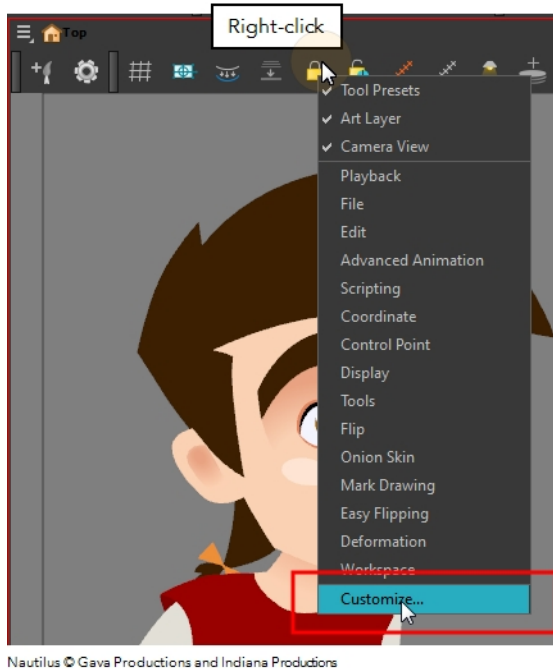 Right-click
Top
Tool Presets
Art Layer
Camera View
Playback
File
Edit
Advanced Animation
Scripting
Coordinate
Control Point
Display
Tools
Flip
Onion Skin
Mark Drawing
Easy Flipping
Deformation
Workspace
Customize...
Nautilus © Gaya Productions and Indiana Productions